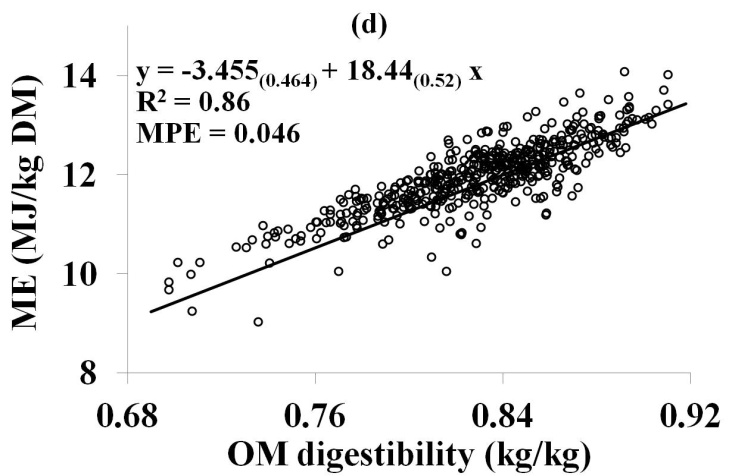 (d)
y = -3.455(0.464) + 18.44(0.52) x
R² = 0.86
MPE = 0.046
ME (MJ/kg DM)
14
12
10
8
0.68 0.76 0.84 0.92
OM digestibility (kg/kg)